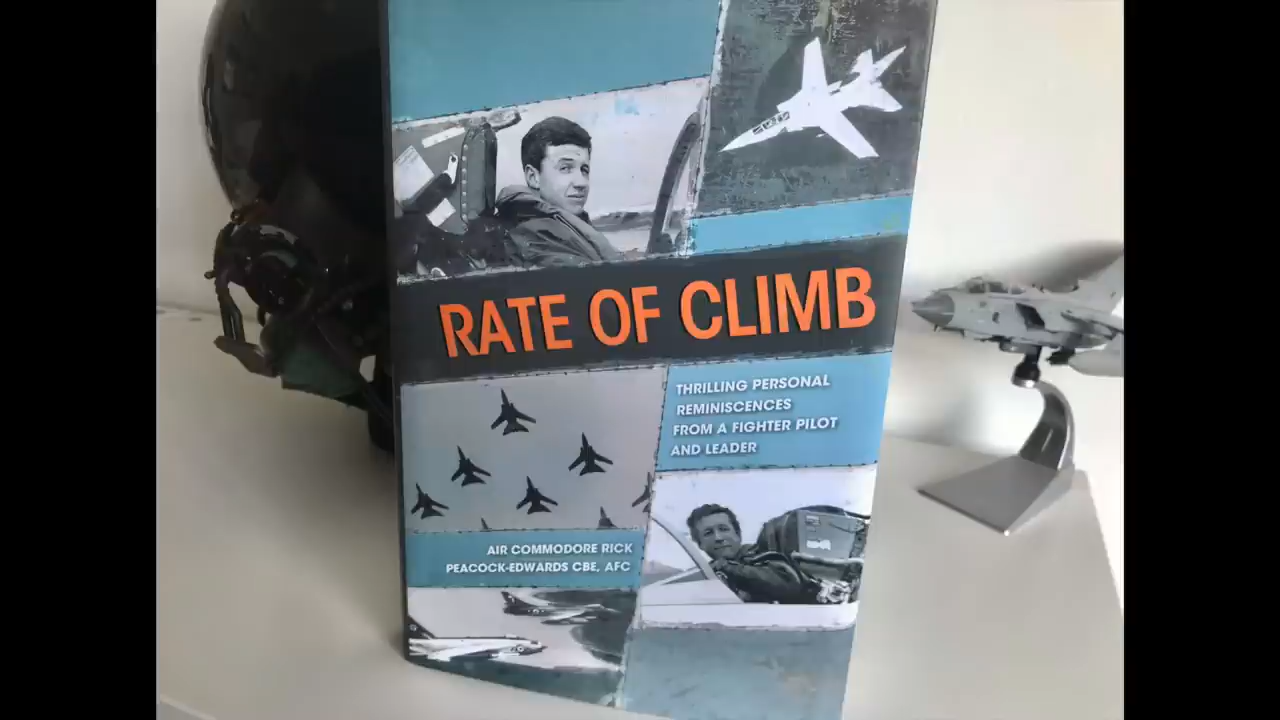 RATE OF CLIMB
THRILLING PERSONAL
REMINISCENCES
FROM A FIGHTER PILOT
AND LEADER
AIR COMMODORE RICK
PEACOCK-EDWARDS CBE, AFC